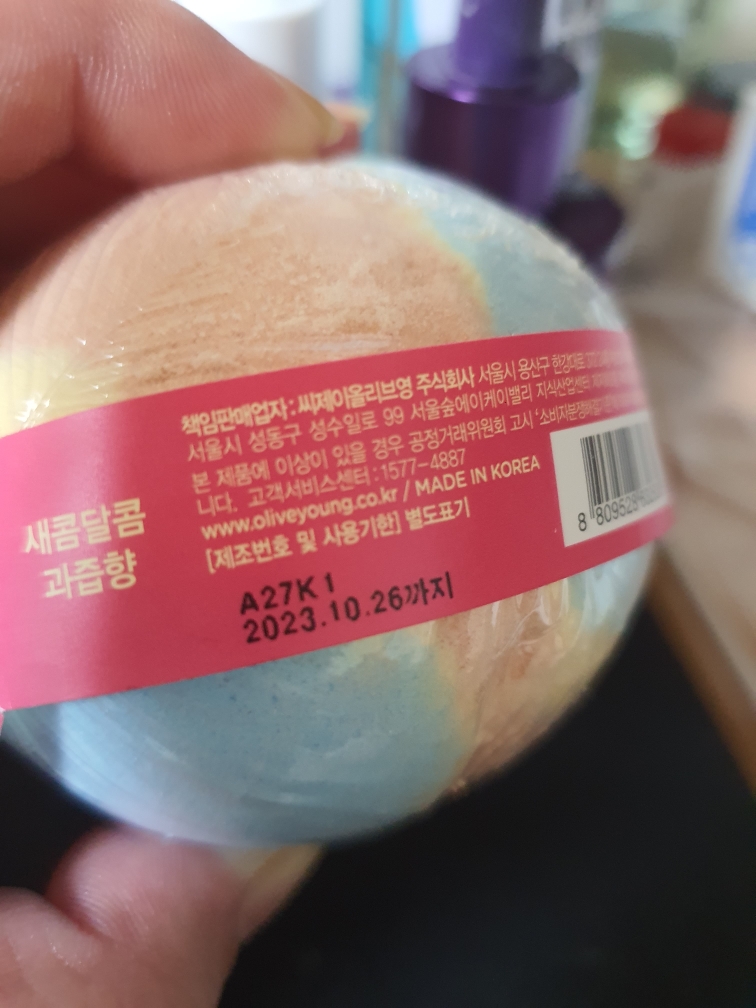 새콤달콤
과즙향
책임판매업자 : 씨제이올리브영 주식회사 서울시 용산구 한강대로
서울시 성동구 성수일로 99 서울숲에이케이밸리 지식산업센터
본 제품에 이상이 있을 경우 공정거래위원회 고시 '소비자분쟁해결
니다. 고객서비스센터 : 1577-4887
www.oliveyoung.co.kr / MADE IN KOREA
[제조번호 및 사용기한] 별도표기
A27K1
2023.10.26까지
8 809628